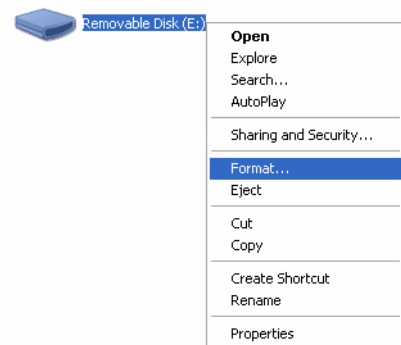 Removable Disk (E:)
Open
Explore
Search...
AutoPlay
Sharing and Security...
Format...
Eject
Cut
Copy
Create Shortcut
Rename
Properties